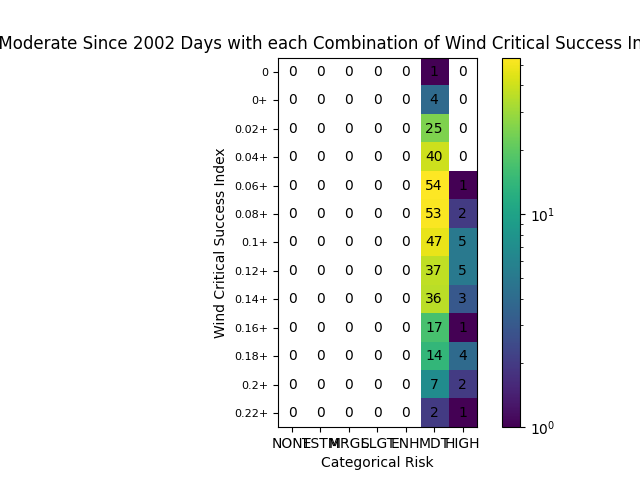 Moderate Since 2002 Days with each Combination of Wind Critical Success In
0 0 0 0 0 0 1 0
0+ 0 0 0 0 0 4 0
0.02+ 0 0 0 0 0 25 0
0.04+ 0 0 0 0 0 40 0
0.06+ 0 0 0 0 0 54 1
0.08+ 0 0 0 0 0 53 2
0.1+ 0 0 0 0 0 47 5
0.12+ 0 0 0 0 0 37 5
0.14+ 0 0 0 0 0 36 3
0.16+ 0 0 0 0 0 17 1
0.18+ 0 0 0 0 0 14 4
0.2+ 0 0 0 0 0 7 2
0.22+ 0 0 0 0 0 2 1
NONE TSTM MRGL SLGT ENH MDT HIGH
Categorical Risk
Wind Critical Success Index
10¹
10⁰